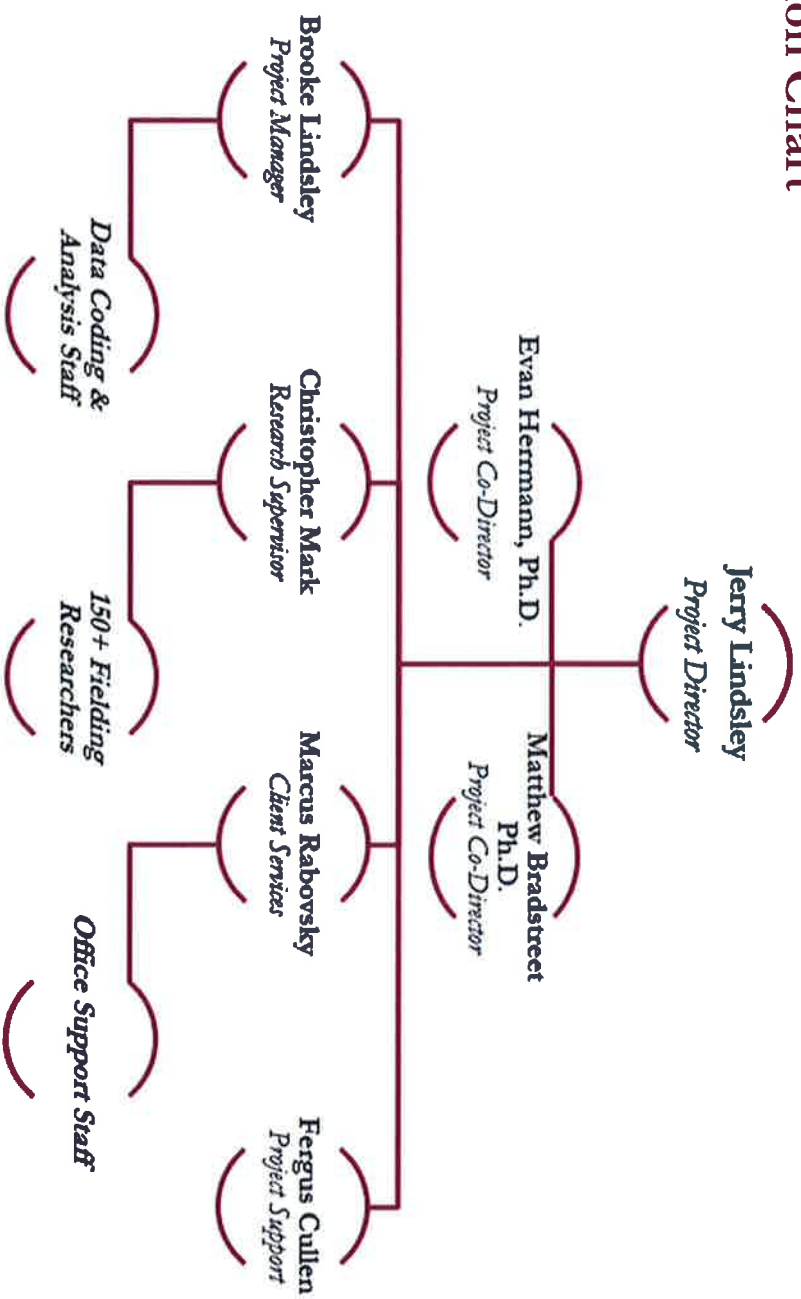 Chart
Jerry Lindsley
Project Director
Evan Herrmann, Ph.D.
Project Co-Director
Matthew Bradstreet
Ph.D.
Project Co-Director
Brooke Lindsley
Project Manager
Christopher Mark
Research Supervisor
Marcus Rabovsky
Client Services
Fergus Cullen
Project Support
Data Coding &
Analysis Staff
150+ Fielding
Researchers
Office Support Staff